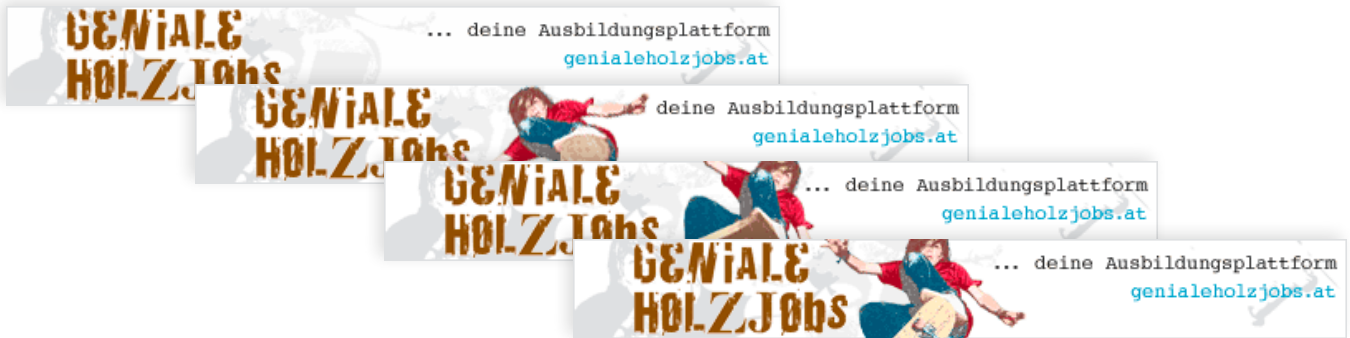 GENiALE
HOLZJObs
... deine Ausbildungsplattform
genialeholzjobs.at
GENiALE
HOLZJObs
deine Ausbildungsplattform
genialeholzjobs.at
GENiALE
HOLZJObs
... deine Ausbildungsplattform
genialeholzjobs.at
GENiALE
HOLZJObs
... deine Ausbildungsplattform
genialeholzjobs.at